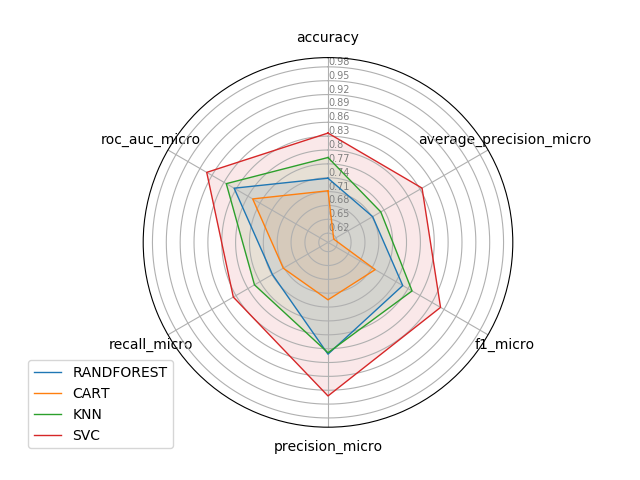 accuracy
0.98
0.95
0.92
0.89
0.86
0.83
0.8
0.77
0.74
0.71
0.68
0.65
0.62
roc_auc_micro
average_precision_micro
recall_micro
f1_micro
precision_micro
RANDFOREST
CART
KNN
SVC